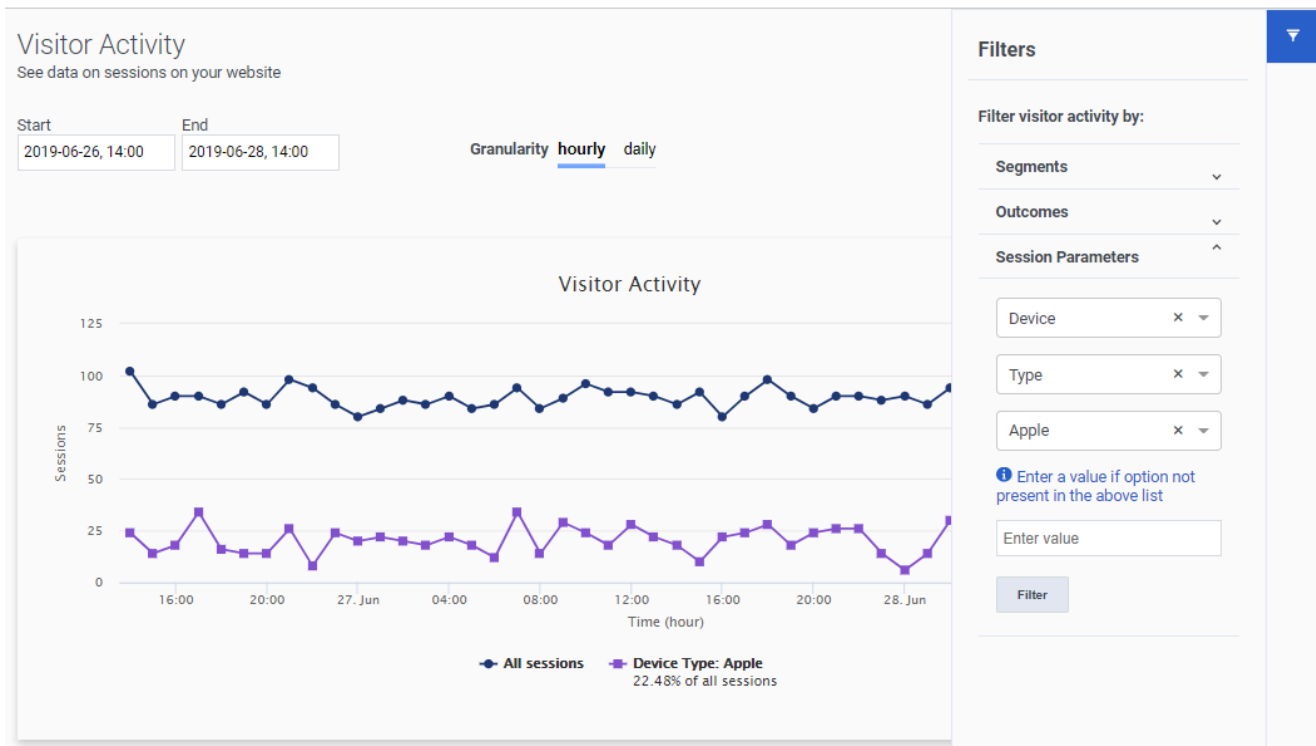 Visitor Activity
See data on sessions on your website
Start
End
2019-06-26, 14:00
2019-06-28, 14:00
Granularity hourly daily
Visitor Activity
125
100
75
50
25
0
Sessions
16:00
20:00
27. Jun
04:00
08:00
12:00
16:00
20:00
28. Jun
Time (hour)
All sessions
Device Type: Apple
22.48% of all sessions
Filters
Filter visitor activity by:
Segments
Outcomes
Session Parameters
Device
Type
Apple
Enter a value if option not
present in the above list
Enter value
Filter